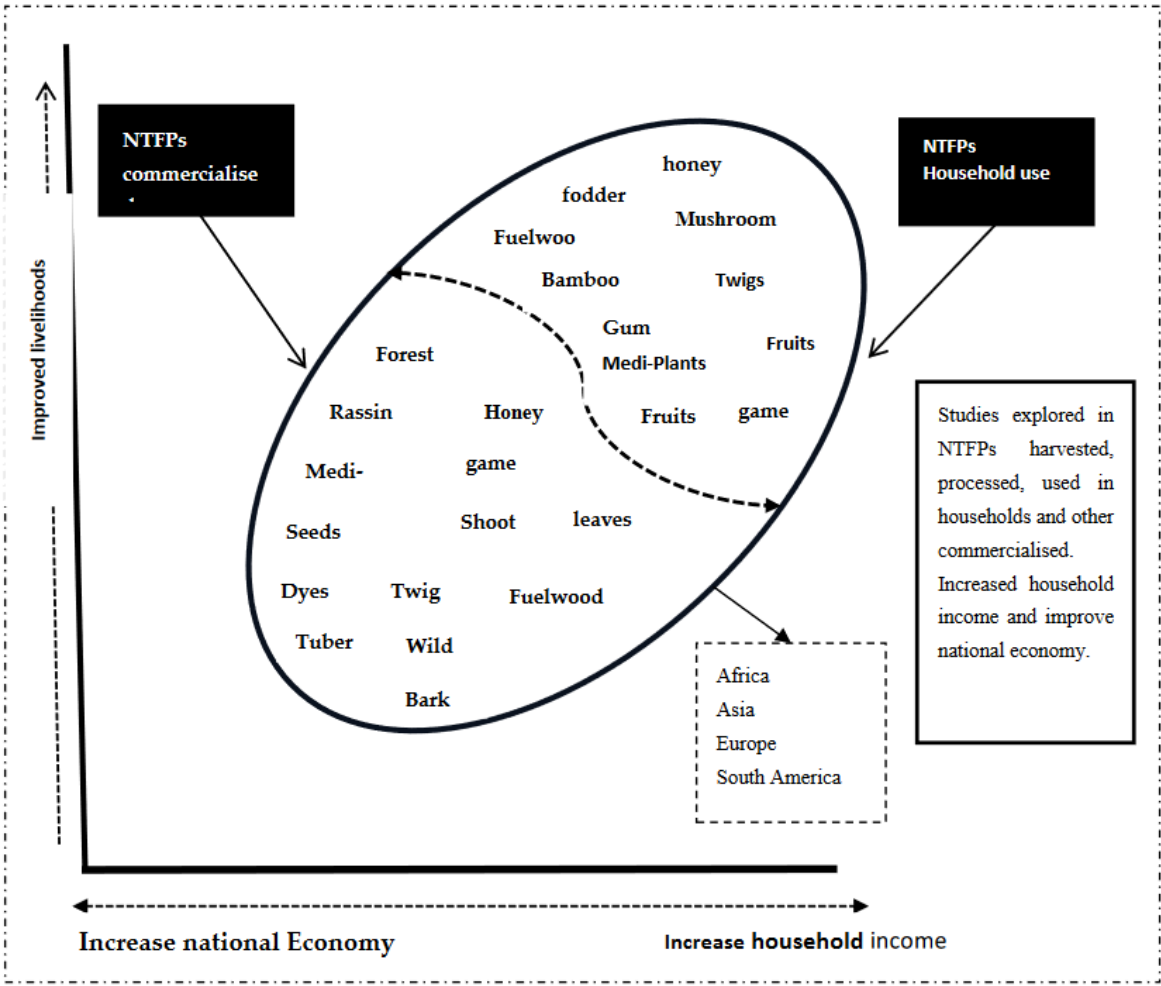 NTFPs
commercialise
NTFPs
Household use
honey
fodder
Mushroom
Fuelwoo
Bamboo
Twigs
Gum
Fruits
Medi-Plants
Forest
Rassin
Honey
Fruits
game
Medi-
game
Seeds
Shoot
leaves
Dyes
Twig
Fuelwood
Tuber
Wild
Bark
Improved livelihoods
Studies explored in
NTFPs harvested,
processed, used in
households and other
commercialised.
Increased household
income and improve
national economy.
Africa
Asia
Europe
South America
Increase national Economy
Increase household income